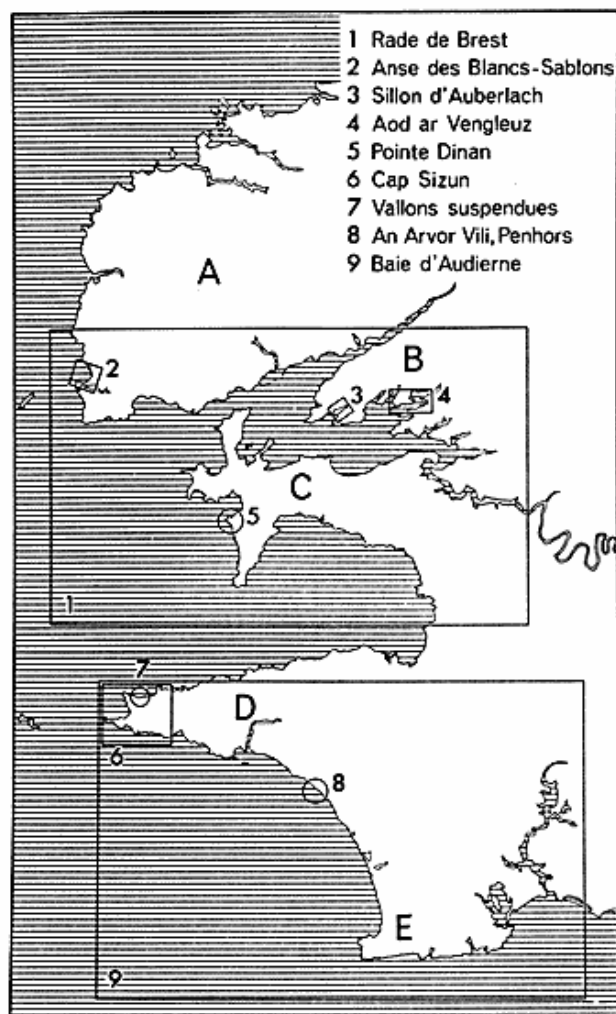 1 Rade de Brest
2 Anse des Blancs-Sablons
3 Sillon d'Auberlach
4 Aod ar Vengleuz
5 Pointe Dinan
6 Cap Sizun
7 Vallons suspendues
8 An Arvor Vili, Penhors
9 Baie d'Audierne
A
B
2
3
4
C
5
1
7
D
6
8
E
9